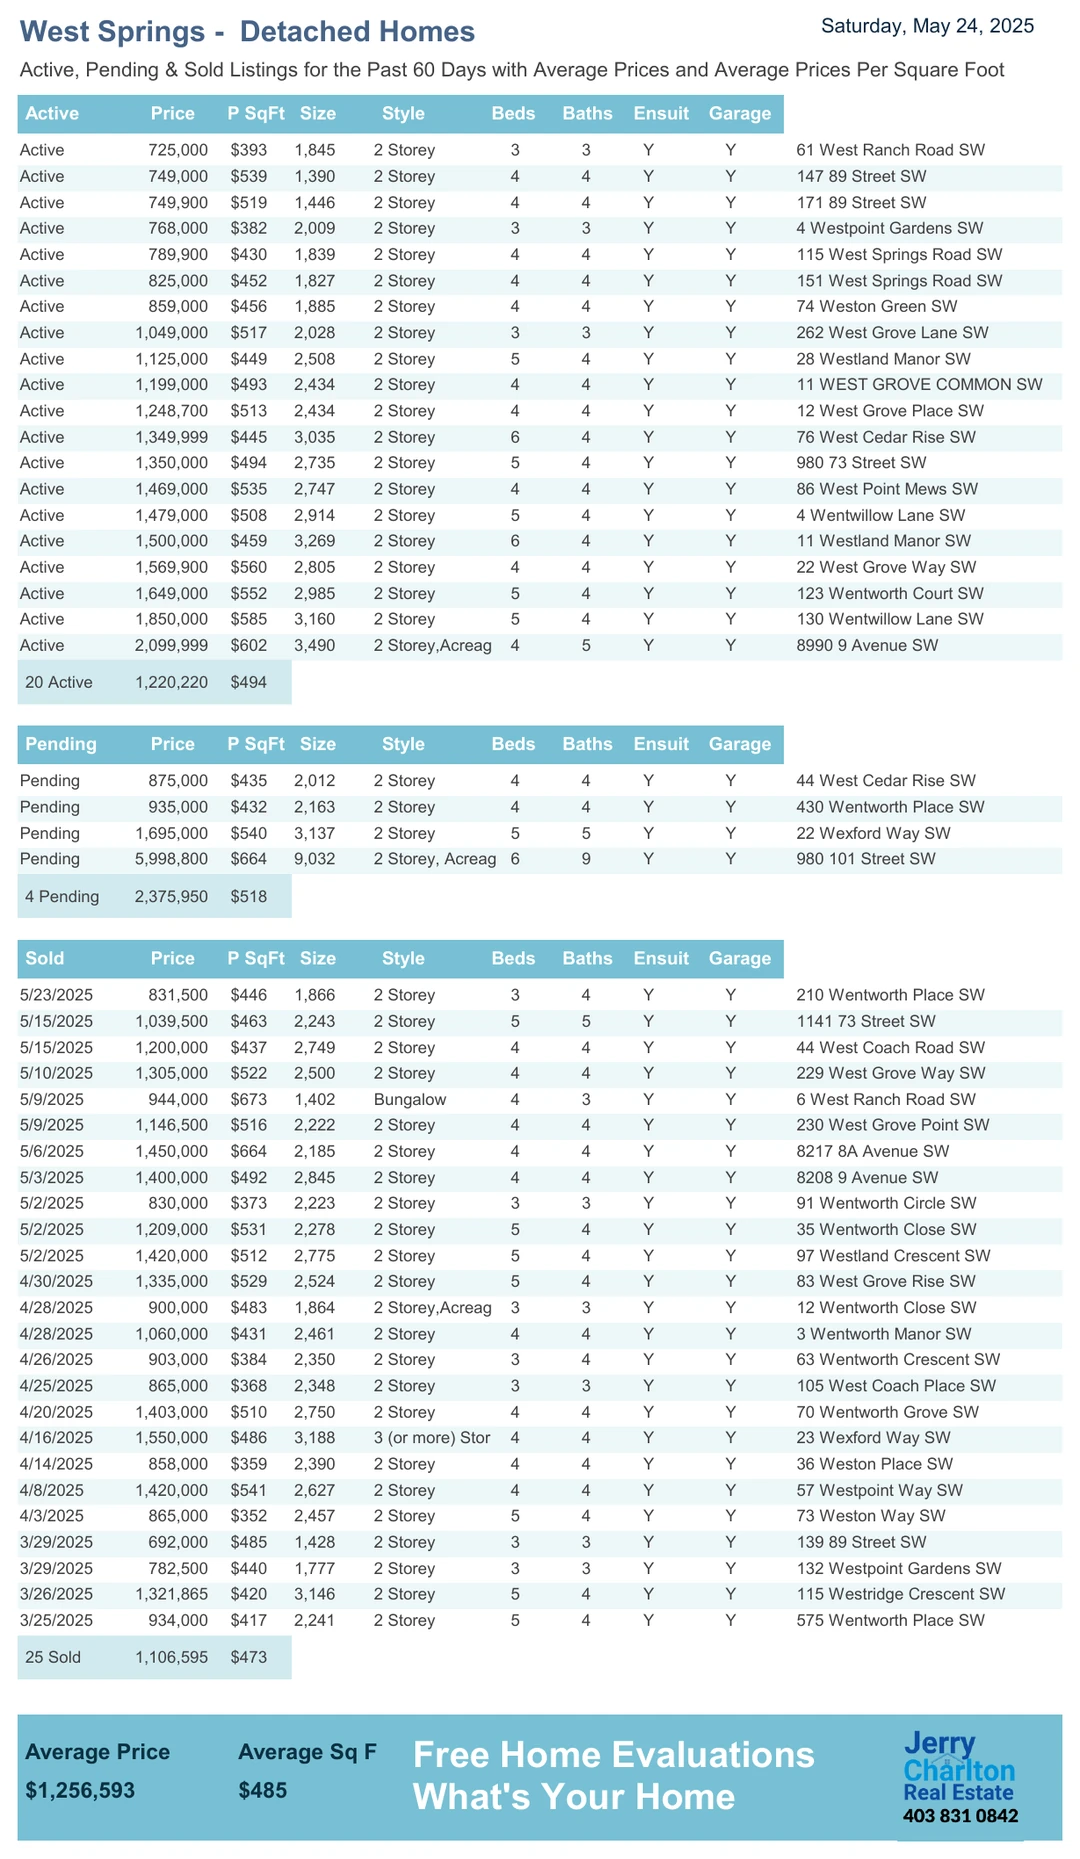 West Springs -  Detached Homes
Saturday, May 24, 2025
Active, Pending & Sold Listings for the Past 60 Days with Average Prices and Average Prices Per Square Foot
Active Price P SqFt Size Style Beds Baths Ensuit Garage
Active 725,000 $393 1,845 2 Storey 3 3 Y Y 61 West Ranch Road SW
Active 749,000 $539 1,390 2 Storey 4 4 Y Y 147 89 Street SW
Active 749,900 $519 1,446 2 Storey 4 4 Y Y 171 89 Street SW
Active 768,000 $382 2,009 2 Storey 3 3 Y Y 4 Westpoint Gardens SW
Active 789,900 $430 1,839 2 Storey 4 4 Y Y 115 West Springs Road SW
Active 825,000 $452 1,827 2 Storey 4 4 Y Y 151 West Springs Road SW
Active 859,000 $456 1,885 2 Storey 4 4 Y Y 74 Weston Green SW
Active 1,049,000 $517 2,028 2 Storey 3 3 Y Y 262 West Grove Lane SW
Active 1,125,000 $449 2,508 2 Storey 5 4 Y Y 28 Westland Manor SW
Active 1,199,000 $493 2,434 2 Storey 4 4 Y Y 11 WEST GROVE COMMON SW
Active 1,248,700 $513 2,434 2 Storey 4 4 Y Y 12 West Grove Place SW
Active 1,349,999 $445 3,035 2 Storey 6 4 Y Y 76 West Cedar Rise SW
Active 1,350,000 $494 2,735 2 Storey 5 4 Y Y 980 73 Street SW
Active 1,469,000 $535 2,747 2 Storey 4 4 Y Y 86 West Point Mews SW
Active 1,479,000 $508 2,914 2 Storey 5 4 Y Y 4 Wentwillow Lane SW
Active 1,500,000 $459 3,269 2 Storey 6 4 Y Y 11 Westland Manor SW
Active 1,569,900 $560 2,805 2 Storey 4 4 Y Y 22 West Grove Way SW
Active 1,649,000 $552 2,985 2 Storey 5 4 Y Y 123 Wentworth Court SW
Active 1,850,000 $585 3,160 2 Storey 5 4 Y Y 130 Wentwillow Lane SW
Active 2,099,999 $602 3,490 2 Storey,Acreag 4 5 Y Y 8990 9 Avenue SW
20 Active 1,220,220 $494
Pending Price P SqFt Size Style Beds Baths Ensuit Garage
Pending 875,000 $435 2,012 2 Storey 4 4 Y Y 44 West Cedar Rise SW
Pending 935,000 $432 2,163 2 Storey 4 4 Y Y 430 Wentworth Place SW
Pending 1,695,000 $540 3,137 2 Storey 5 5 Y Y 22 Wexford Way SW
Pending 5,998,800 $664 9,032 2 Storey, Acreag 6 9 Y Y 980 101 Street SW
4 Pending 2,375,950 $518
Sold Price P SqFt Size Style Beds Baths Ensuit Garage
5/23/2025 831,500 $446 1,866 2 Storey 3 4 Y Y 210 Wentworth Place SW
5/15/2025 1,039,500 $463 2,243 2 Storey 5 5 Y Y 1141 73 Street SW
5/15/2025 1,200,000 $437 2,749 2 Storey 4 4 Y Y 44 West Coach Road SW
5/10/2025 1,305,000 $522 2,500 2 Storey 4 4 Y Y 229 West Grove Way SW
5/9/2025 944,000 $673 1,402 Bungalow 4 3 Y Y 6 West Ranch Road SW
5/9/2025 1,146,500 $516 2,222 2 Storey 4 4 Y Y 230 West Grove Point SW
5/6/2025 1,450,000 $664 2,185 2 Storey 4 4 Y Y 8217 8A Avenue SW
5/3/2025 1,400,000 $492 2,845 2 Storey 4 4 Y Y 8208 9 Avenue SW
5/2/2025 830,000 $373 2,223 2 Storey 3 3 Y Y 91 Wentworth Circle SW
5/2/2025 1,209,000 $531 2,278 2 Storey 5 4 Y Y 35 Wentworth Close SW
5/2/2025 1,420,000 $512 2,775 2 Storey 5 4 Y Y 97 Westland Crescent SW
4/30/2025 1,335,000 $529 2,524 2 Storey 5 4 Y Y 83 West Grove Rise SW
4/28/2025 900,000 $483 1,864 2 Storey,Acreag 3 3 Y Y 12 Wentworth Close SW
4/28/2025 1,060,000 $431 2,461 2 Storey 4 4 Y Y 3 Wentworth Manor SW
4/26/2025 903,000 $384 2,350 2 Storey 3 4 Y Y 63 Wentworth Crescent SW
4/25/2025 865,000 $368 2,348 2 Storey 3 3 Y Y 105 West Coach Place SW
4/20/2025 1,403,000 $510 2,750 2 Storey 4 4 Y Y 70 Wentworth Grove SW
4/16/2025 1,550,000 $486 3,188 3 (or more) Stor 4 4 Y Y 23 Wexford Way SW
4/14/2025 858,000 $359 2,390 2 Storey 4 4 Y Y 36 Weston Place SW
4/8/2025 1,420,000 $541 2,627 2 Storey 4 4 Y Y 57 Westpoint Way SW
4/3/2025 865,000 $352 2,457 2 Storey 5 4 Y Y 73 Weston Way SW
3/29/2025 692,000 $485 1,428 2 Storey 3 3 Y Y 139 89 Street SW
3/29/2025 782,500 $440 1,777 2 Storey 3 3 Y Y 132 Westpoint Gardens SW
3/26/2025 1,321,865 $420 3,146 2 Storey 5 4 Y Y 115 Westridge Crescent SW
3/25/2025 934,000 $417 2,241 2 Storey 5 4 Y Y 575 Wentworth Place SW
25 Sold 1,106,595 $473
Average Price Average Sq F
$1,256,593 $485
Free Home Evaluations
What's Your Home
Jerry
Charlton
Real Estate
403 831 0842